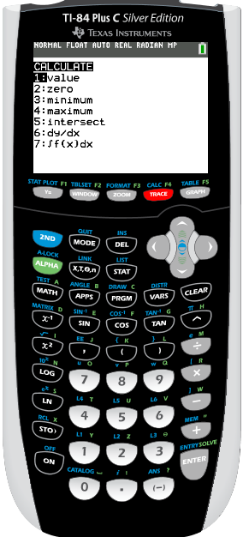 TI-84 Plus C Silver Edition
TEXAS INSTRUMENTS
NORMAL FLOAT AUTO REAL RADIAN MP
CALCULATE
1:value
2:zero
3:minimum
4:maximum
5:intersect
6:dy/dx
7:∫f(x)dx
STAT PLOT F1 TBLSET F2 FORMAT F3 CALC F4 TABLE F5
Y= WINDOW ZOOM TRACE GRAPH
QUIT INS
2ND MODE DEL
A-LOCK LINK LIST
ALPHA X,T,θ,n STAT
TEST A ANGLE B DRAW C DISTR
MATH APPS PRGM VARS CLEAR
MATRIX D SIN⁻¹ E COS⁻¹ F TAN⁻¹ G π H
x⁻¹ SIN COS TAN ^
√ I EE J { K } L e M
x² , ( ) ÷
10ˣ N u O v P w Q [ R
LOG 7 8 9 ×
eˣ S L4 T L5 U L6 V ] W
LN 4 5 6 −
RCL X L1 Y L2 Z L3 θ MEM "
STO› 1 2 3 +
OFF CATALOG ⎵ i : ANS ? ENTRY SOLVE
ON 0 . (−) ENTER